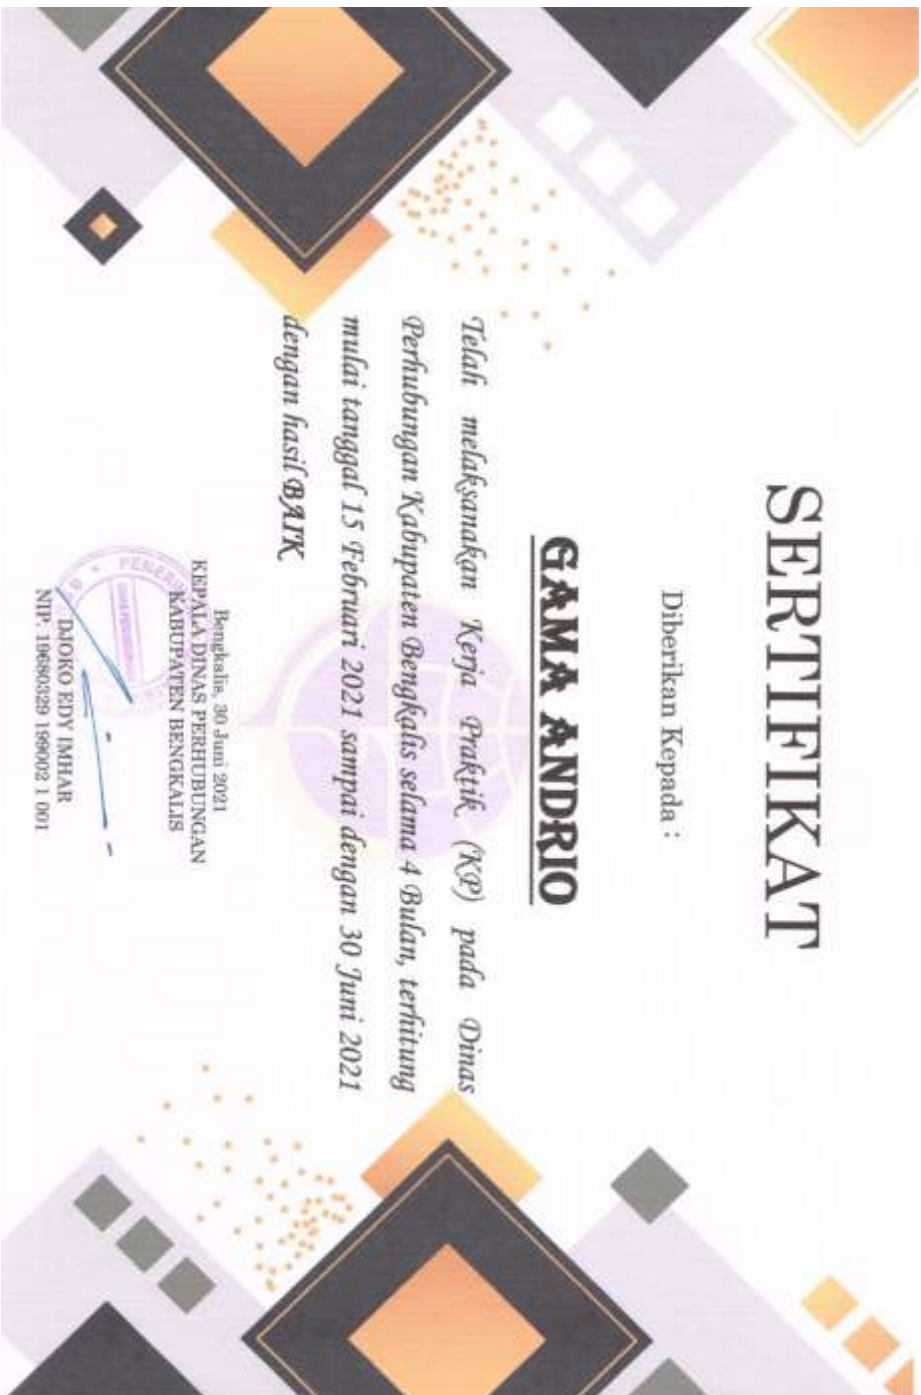 SERTIFIKAT
Diberikan Kepada :
GAMA ANDRIO
Telah melaksanakan Kerja Praktik (KP) pada Dinas
Perhubungan Kabupaten Bengkalis selama 4 Bulan, terhitung
mulai tanggal 15 Februari 2021 sampai dengan 30 Juni 2021
dengan hasil BAIK
Bengkalis, 30 Juni 2021
KEPALA DINAS PERHUBUNGAN
KABUPATEN BENGKALIS
DJOKO EDY IMHAR
NIP. 19680329 199002 1 001